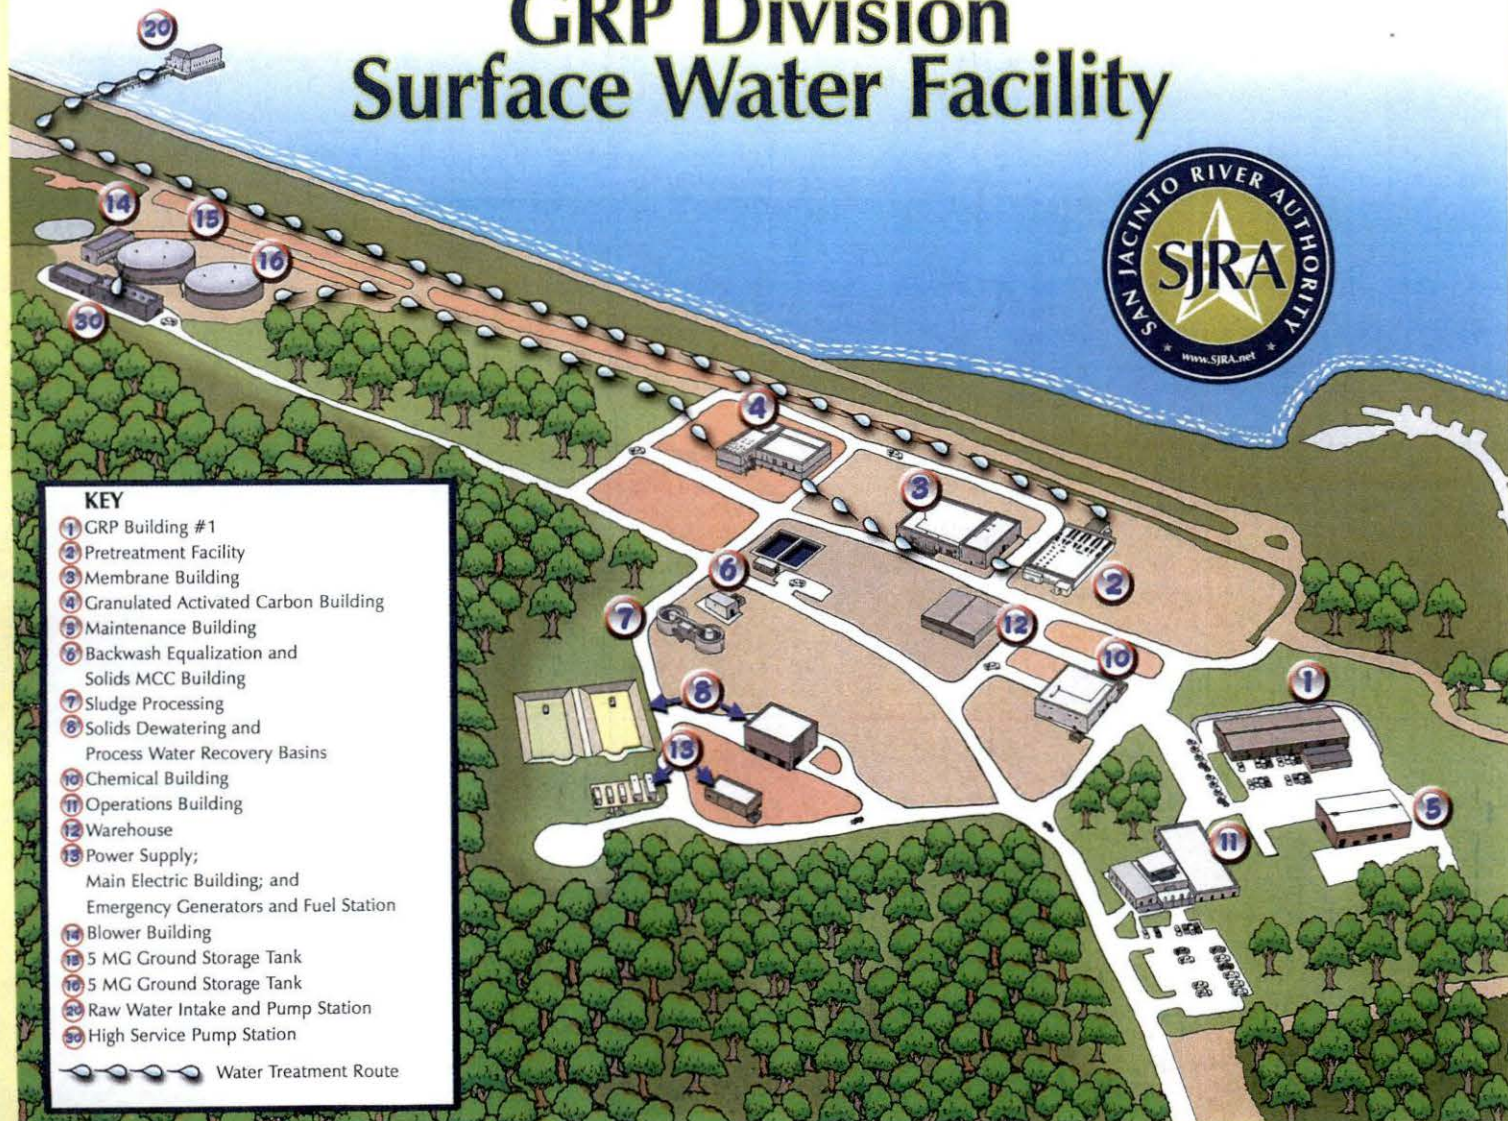 GRP Division
Surface Water Facility
SAN JACINTO RIVER AUTHORITY
SJRA
www.SJRA.net
20
14
15
16
30
4
3
2
6
7
12
10
8
1
13
5
11
KEY
1 GRP Building #1
2 Pretreatment Facility
3 Membrane Building
4 Granulated Activated Carbon Building
5 Maintenance Building
6 Backwash Equalization and
Solids MCC Building
7 Sludge Processing
8 Solids Dewatering and
Process Water Recovery Basins
10 Chemical Building
11 Operations Building
12 Warehouse
13 Power Supply;
Main Electric Building; and
Emergency Generators and Fuel Station
14 Blower Building
15 5 MG Ground Storage Tank
16 5 MG Ground Storage Tank
20 Raw Water Intake and Pump Station
30 High Service Pump Station
Water Treatment Route